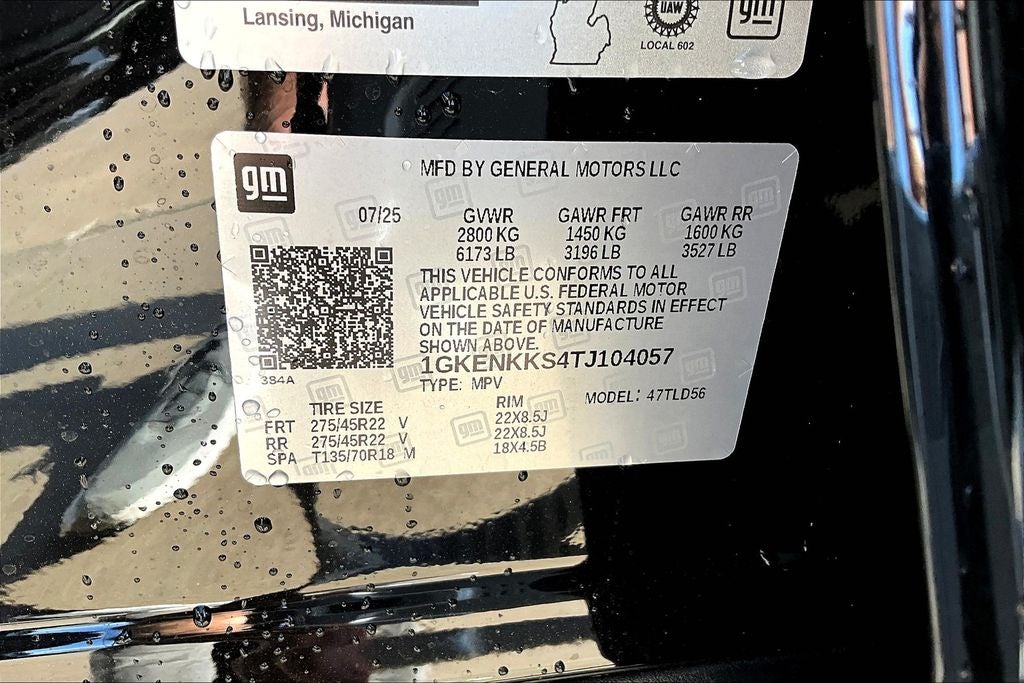 Lansing, Michigan
UAW
LOCAL 602
gm
gm
MFD BY GENERAL MOTORS LLC
07/25 GVWR GAWR FRT GAWR RR
2800 KG 1450 KG 1600 KG
6173 LB 3196 LB 3527 LB
THIS VEHICLE CONFORMS TO ALL
APPLICABLE U.S. FEDERAL MOTOR
VEHICLE SAFETY STANDARDS IN EFFECT
ON THE DATE OF MANUFACTURE
SHOWN ABOVE.
1GKENKKS4TJ104057
384A
TYPE: MPV MODEL: 47TLD56
TIRE SIZE RIM
FRT 275/45R22 V 22X8.5J
RR 275/45R22 V 22X8.5J
SPA T135/70R18 M 18X4.5B